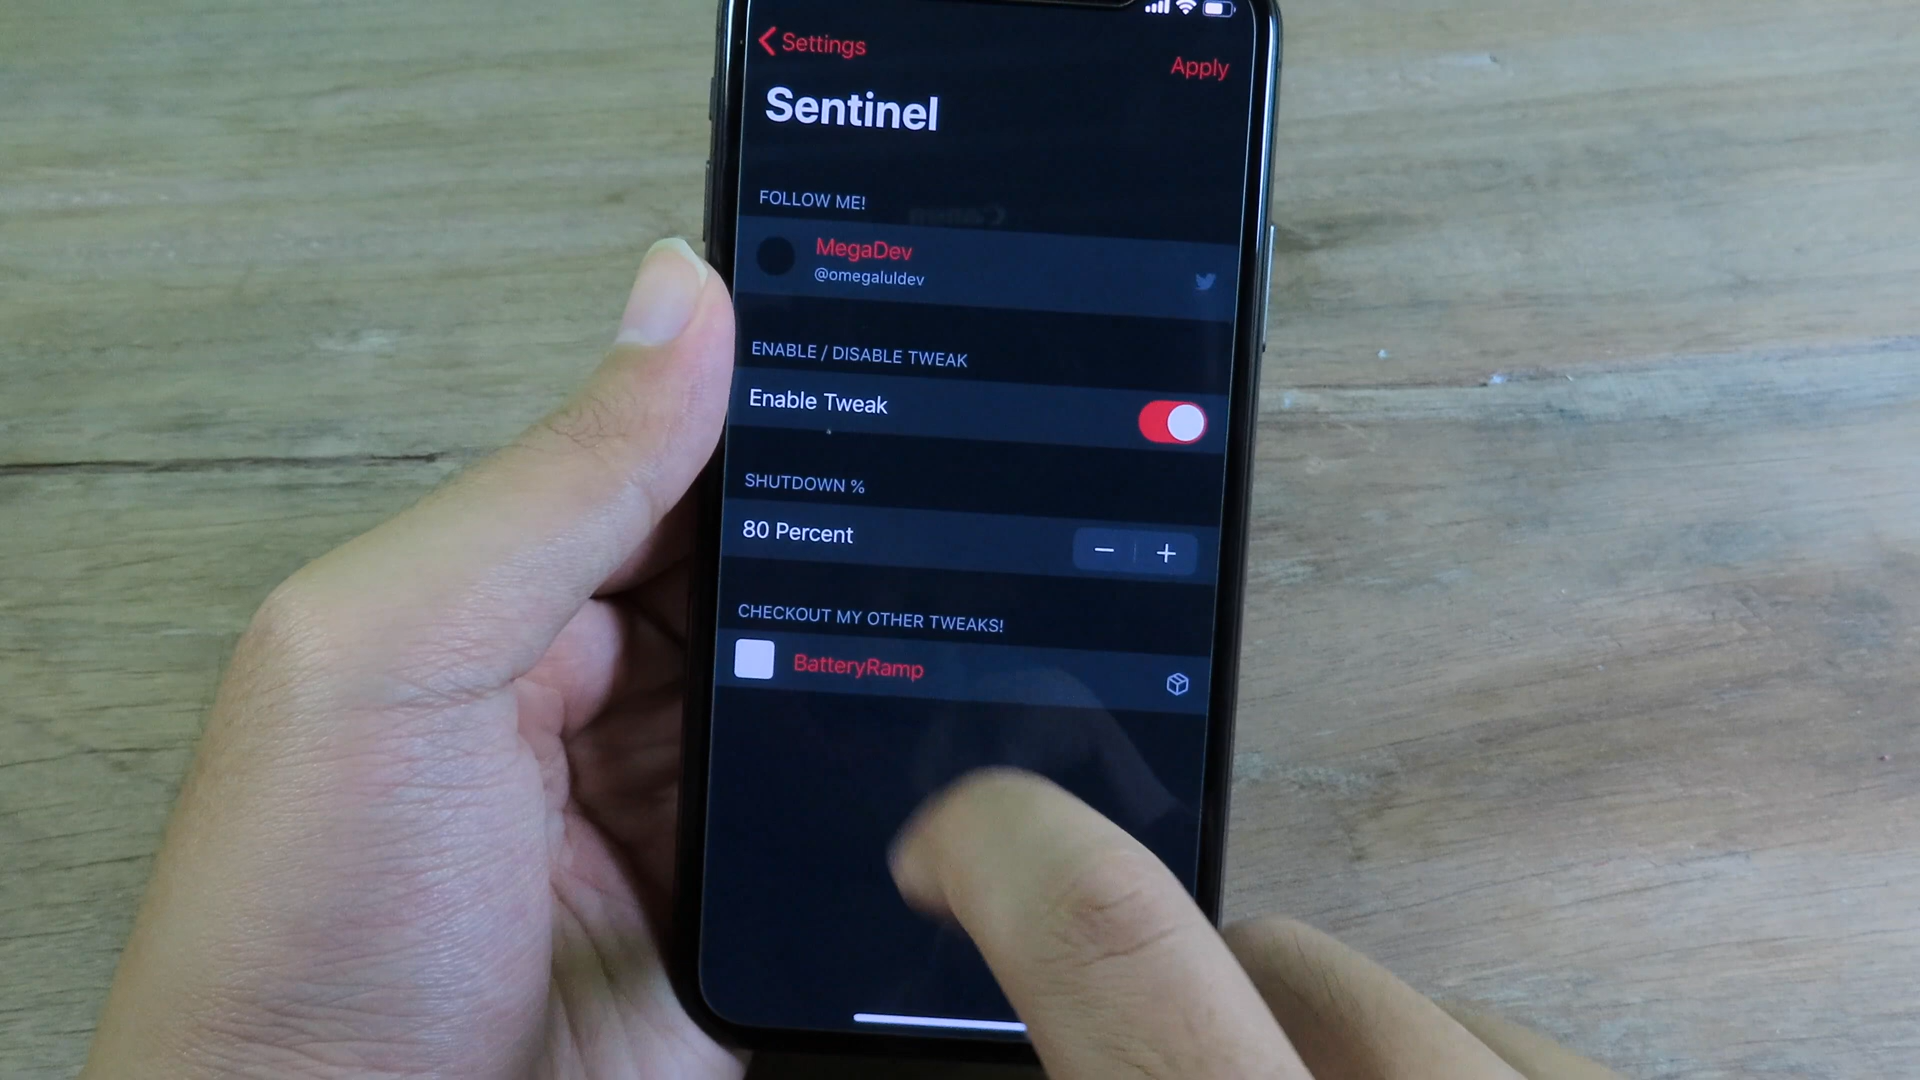 Settings
Apply
Sentinel
FOLLOW ME!
Canon
MegaDev
@omegaluldev
ENABLE / DISABLE TWEAK
Enable Tweak
SHUTDOWN %
80 Percent
CHECKOUT MY OTHER TWEAKS!
BatteryRamp